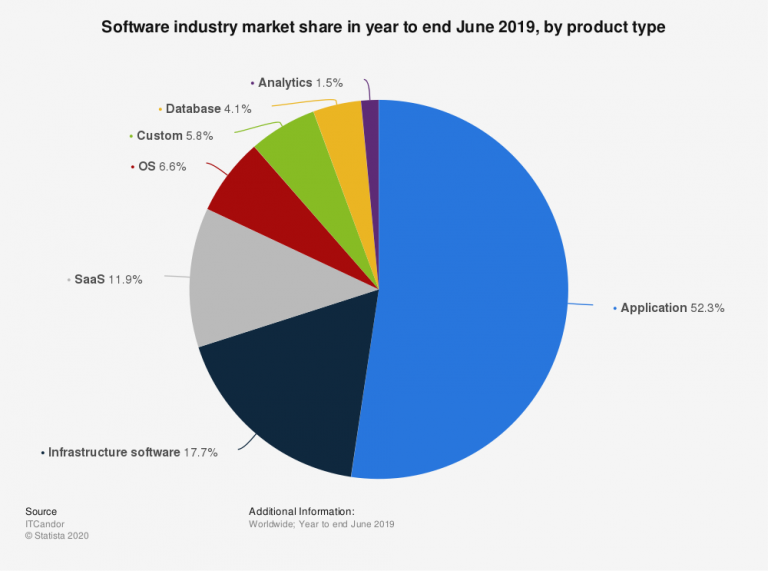 Software industry market share in year to end June 2019, by product type
• Analytics 1.5%
• Database 4.1%
• Custom 5.8%
• OS 6.6%
• SaaS 11.9%
• Application 52.3%
• Infrastructure software 17.7%
Source
ITCandor
© Statista 2020
Additional Information:
Worldwide; Year to end June 2019